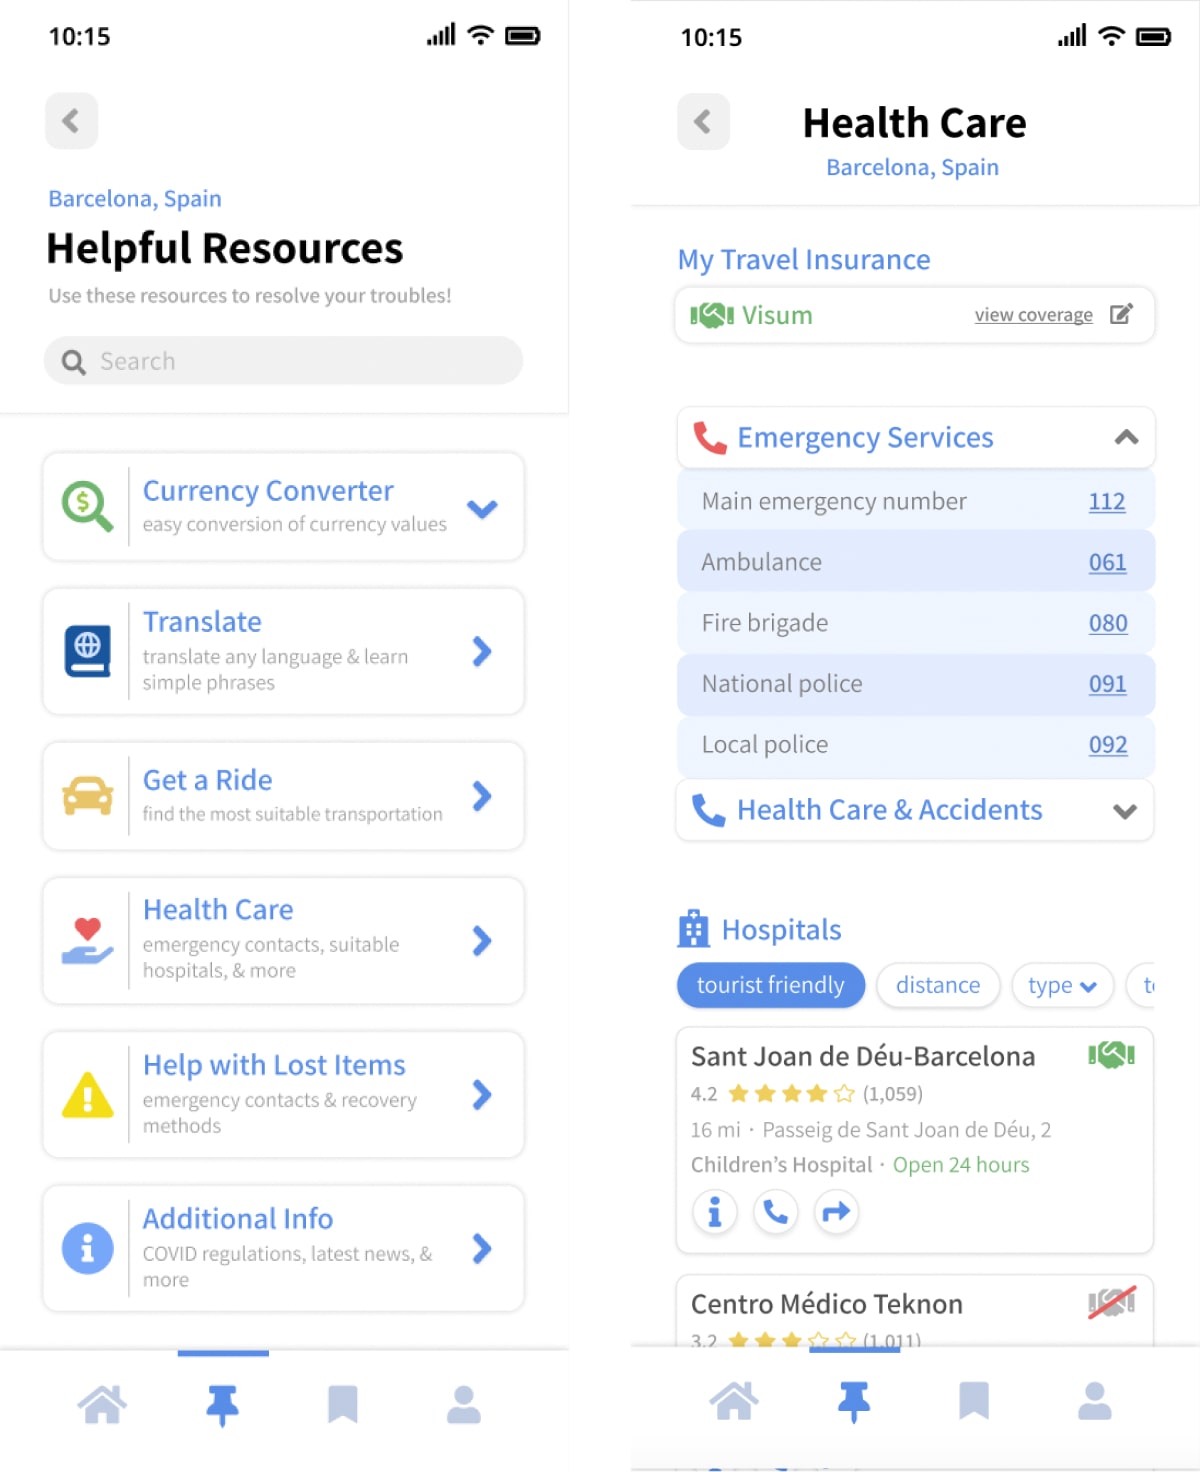 10:15
Barcelona, Spain
Helpful Resources
Use these resources to resolve your troubles!
Search
Currency Converter
easy conversion of currency values
Translate
translate any language & learn
simple phrases
Get a Ride
find the most suitable transportation
Health Care
emergency contacts, suitable
hospitals, & more
Help with Lost Items
emergency contacts & recovery
methods
Additional Info
COVID regulations, latest news, &
more
10:15
Health Care
Barcelona, Spain
My Travel Insurance
Visum view coverage
Emergency Services
Main emergency number 112
Ambulance 061
Fire brigade 080
National police 091
Local police 092
Health Care & Accidents
Hospitals
tourist friendly distance type
Sant Joan de Déu-Barcelona
4.2 (1,059)
16 mi · Passeig de Sant Joan de Déu, 2
Children's Hospital · Open 24 hours
Centro Médico Teknon
3.2 (1,011)